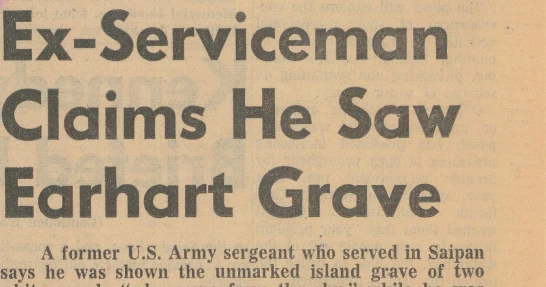 Ex-Serviceman
Claims He Saw
Earhart Grave
A former U.S. Army sergeant who served in Saipan
says he was shown the unmarked island grave of two